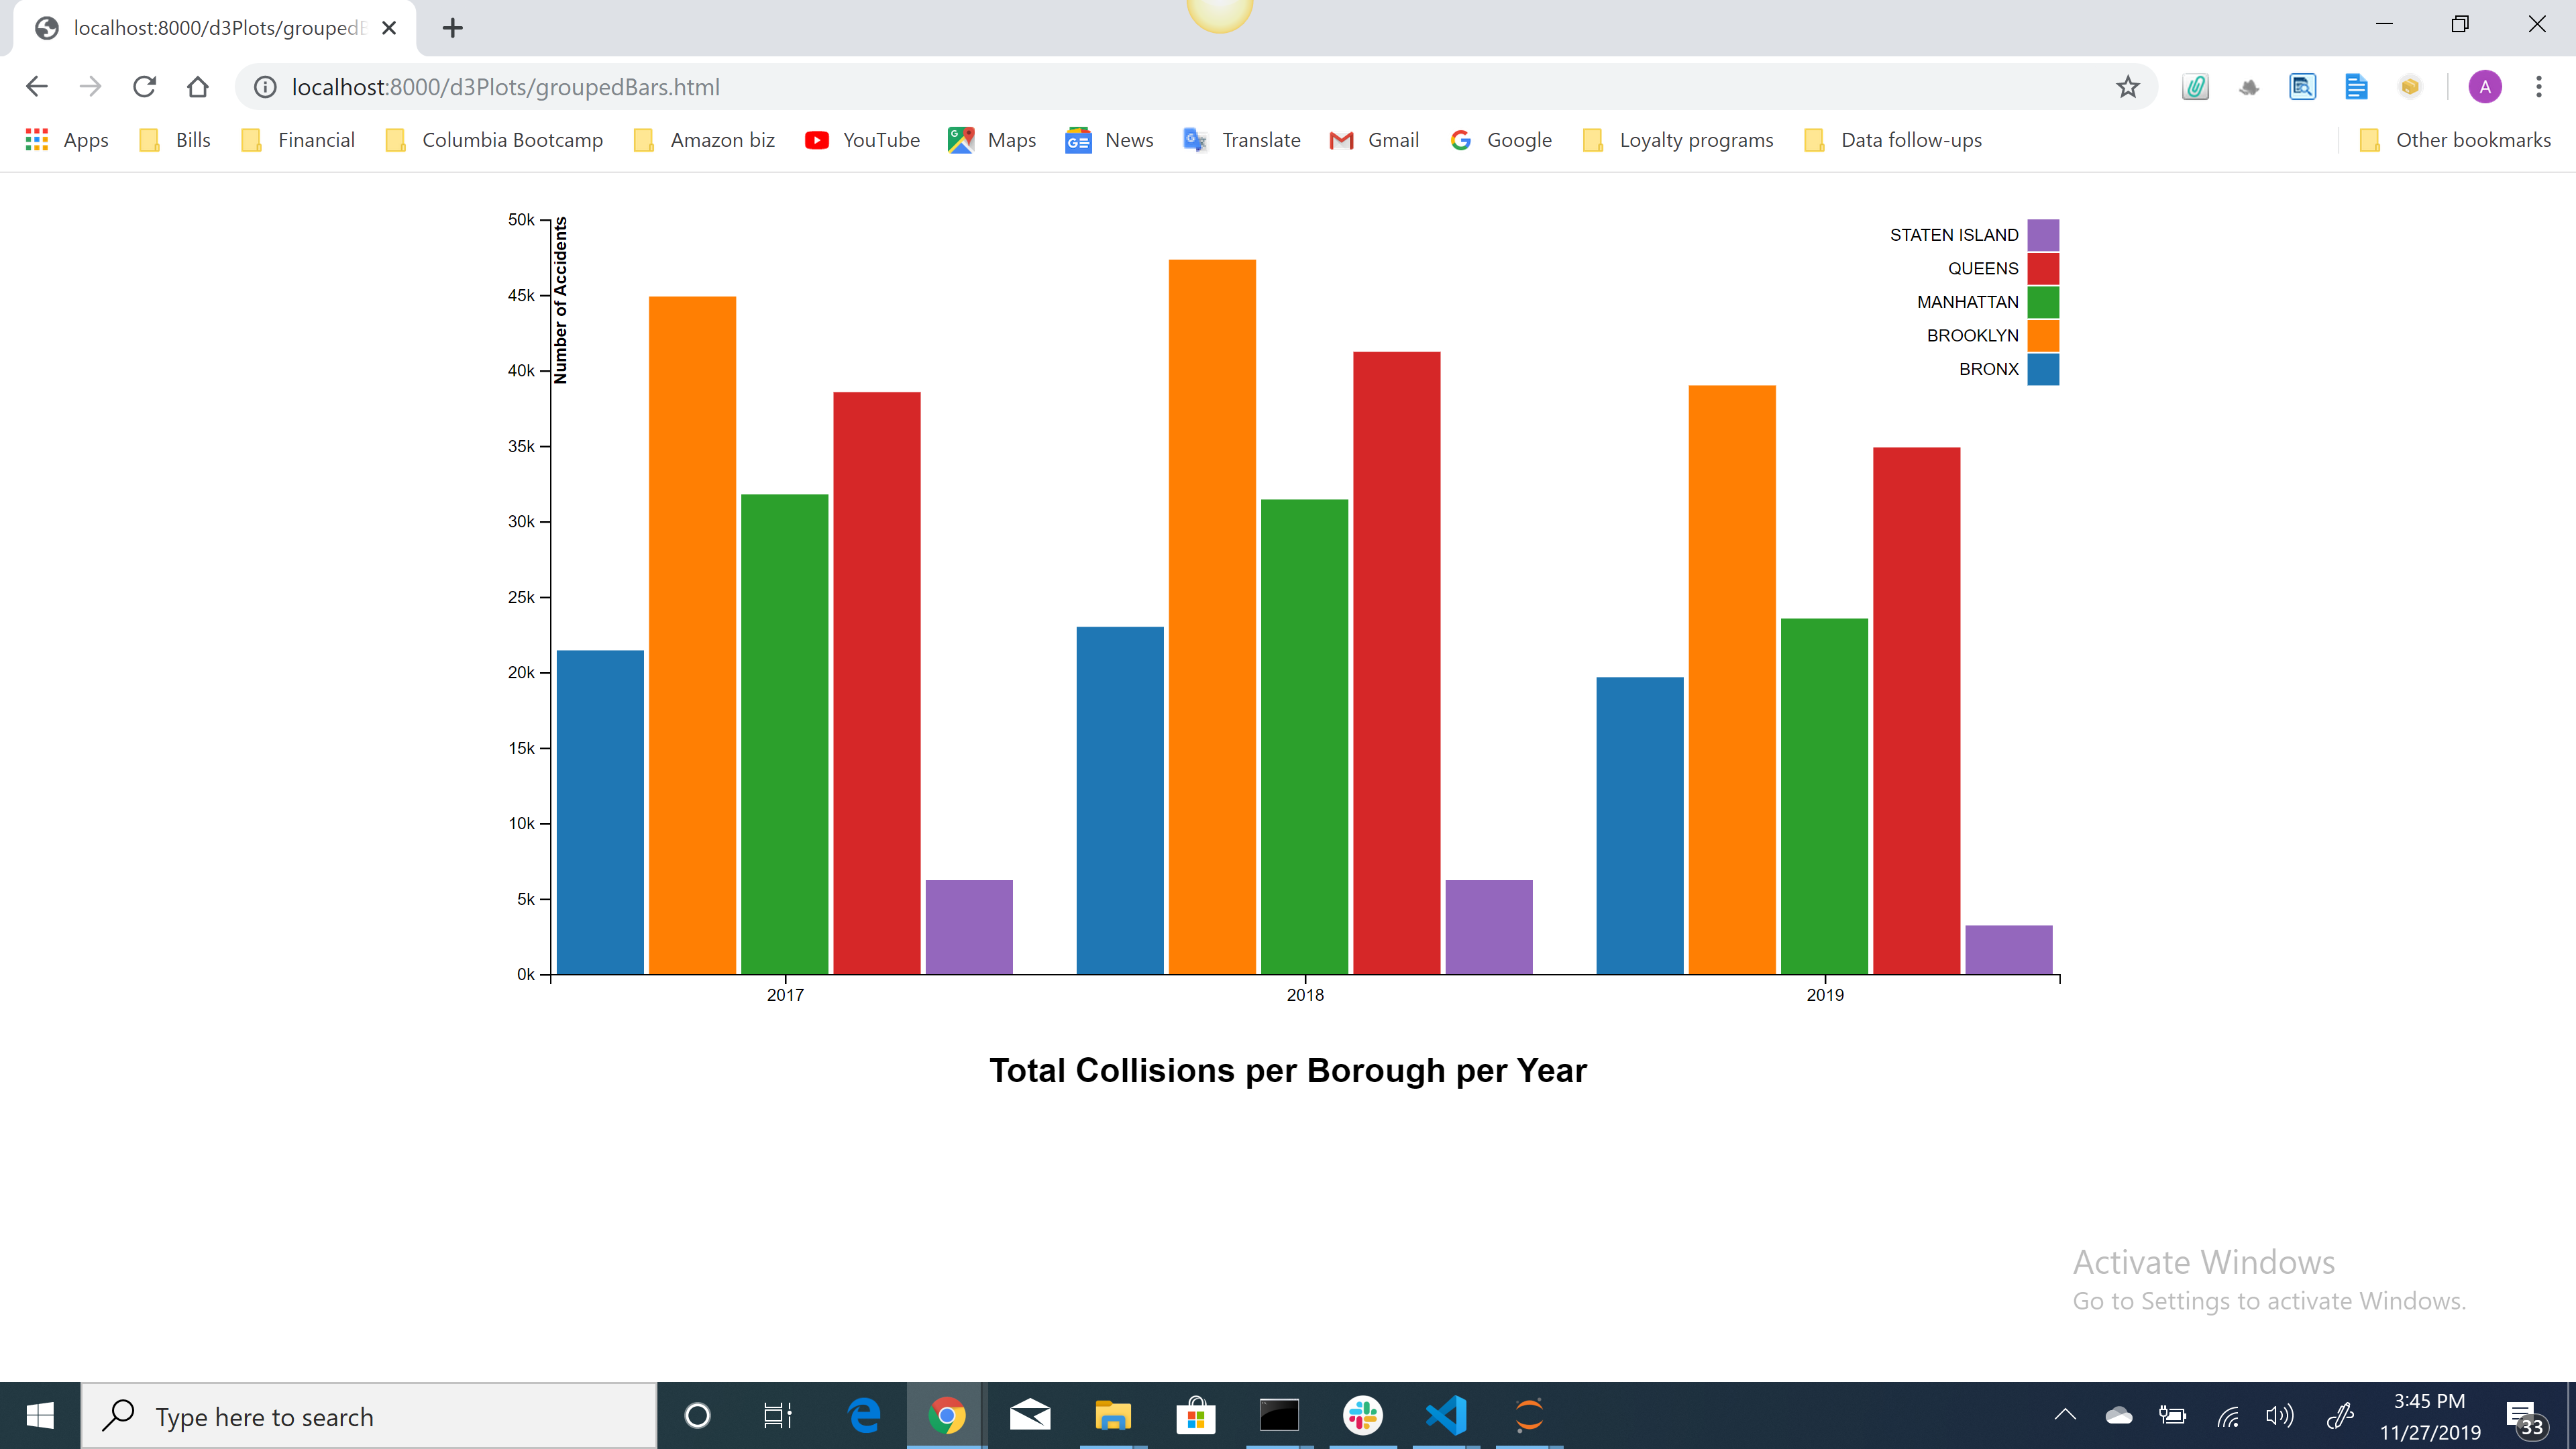 localhost:8000/d3Plots/groupedB
localhost:8000/d3Plots/groupedBars.html
A
Apps Bills Financial Columbia Bootcamp Amazon biz YouTube Maps News Translate Gmail Google Loyalty programs Data follow-ups Other bookmarks
50k
45k
40k
35k
30k
25k
20k
15k
10k
5k
0k
Number of Accidents
STATEN ISLAND
QUEENS
MANHATTAN
BROOKLYN
BRONX
2017 2018 2019
Total Collisions per Borough per Year
Activate Windows
Go to Settings to activate Windows.
Type here to search
3:45 PM
11/27/2019
33